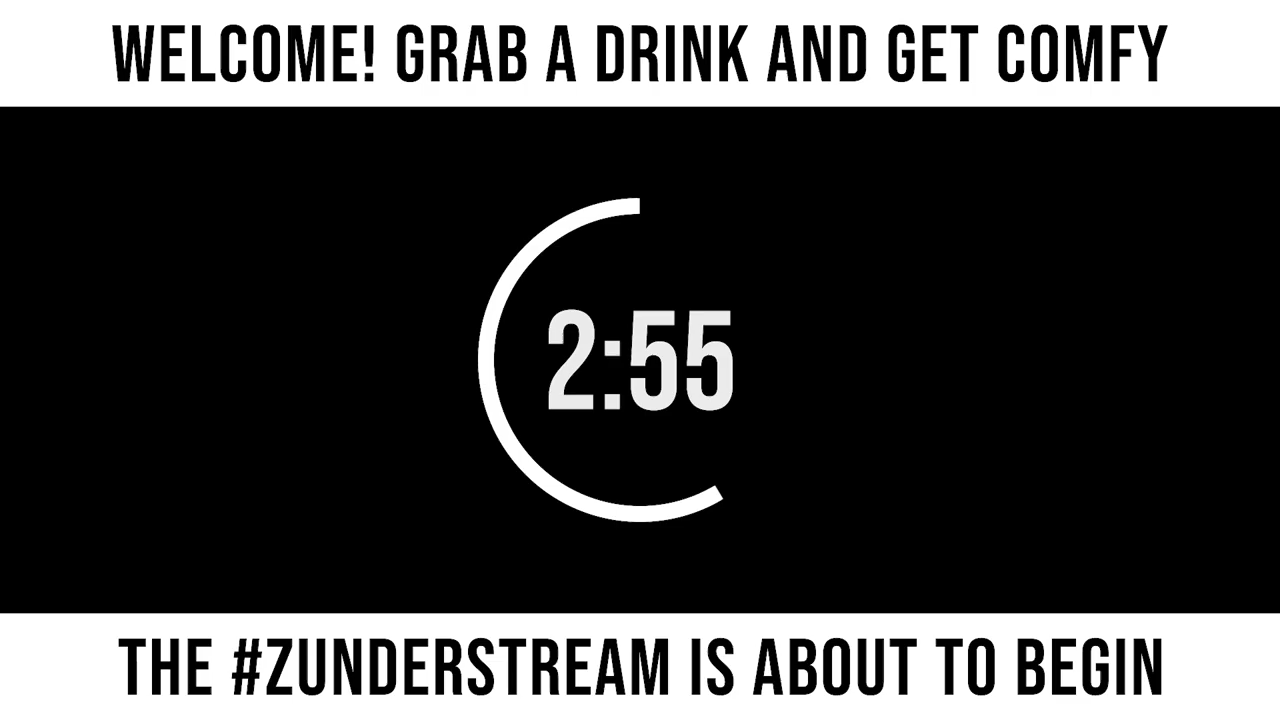 WELCOME! GRAB A DRINK AND GET COMFY
2:55
THE #ZUNDERSTREAM IS ABOUT TO BEGIN